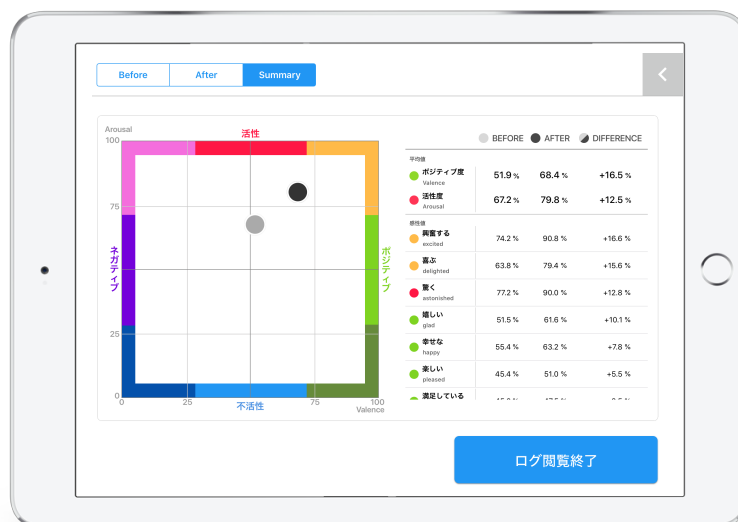 Before After Summary
Arousal
活性
100
75
25
0
0 25 75 100
Valence
ネガティブ
ポジティブ
不活性
BEFORE AFTER DIFFERENCE
平均値
ポジティブ度 51.9 % 68.4 % +16.5 %
Valence
活性度 67.2 % 79.8 % +12.5 %
Arousal
感性値
興奮する 74.2 % 90.8 % +16.6 %
excited
喜ぶ 63.8 % 79.4 % +15.6 %
delighted
驚く 77.2 % 90.0 % +12.8 %
astonished
嬉しい 51.5 % 61.6 % +10.1 %
glad
幸せな 55.4 % 63.2 % +7.8 %
happy
楽しい 45.4 % 51.0 % +5.5 %
pleased
満足している
ログ閲覧終了